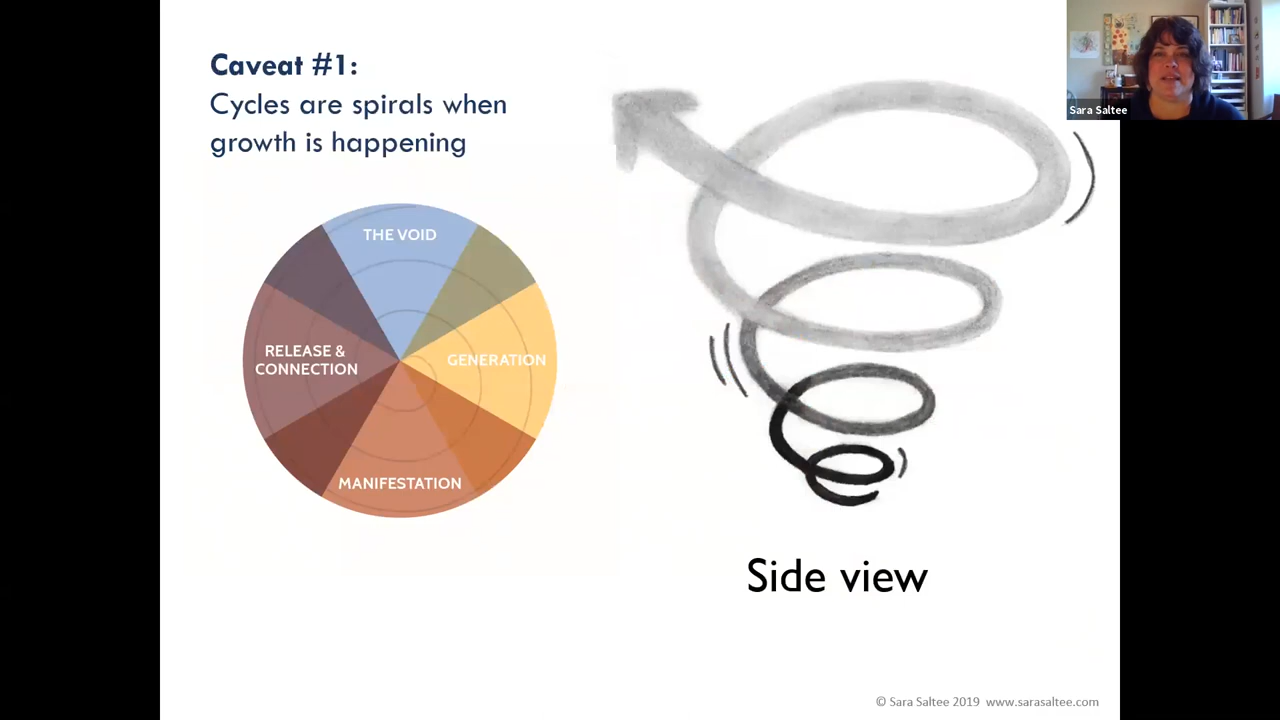 Caveat #1:
Cycles are spirals when
growth is happening
THE VOID
RELEASE &
CONNECTION
GENERATION
MANIFESTATION
Side view
© Sara Saltee 2019 www.sarasaltee.com
Sara Saltee